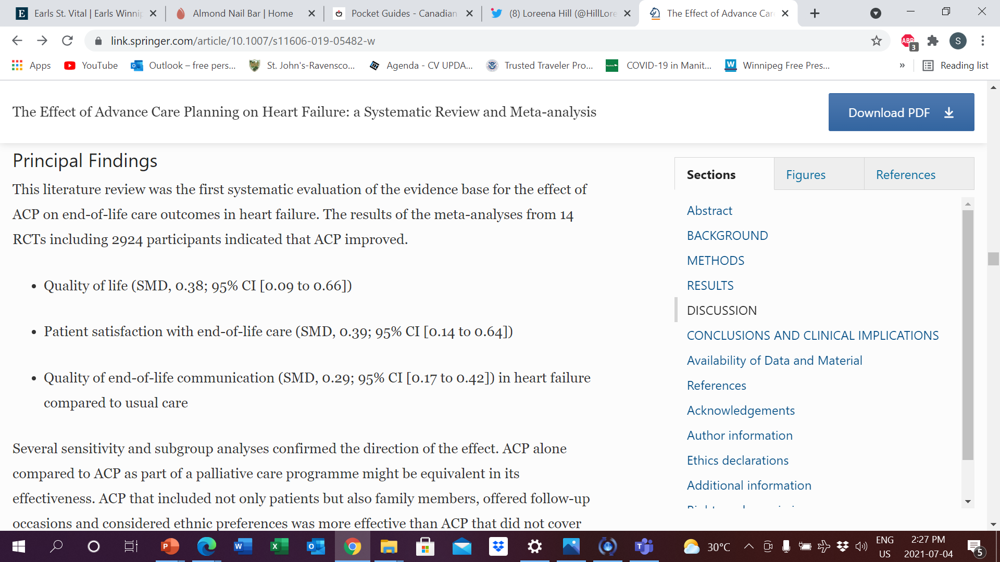 Earls St. Vital | Earls Winnip
Almond Nail Bar | Home
Pocket Guides - Canadian
(8) Loreena Hill (@HillLore
The Effect of Advance Car
link.springer.com/article/10.1007/s11606-019-05482-w
ABP
3
S
Apps
YouTube
Outlook – free pers...
St. John's-Ravensco...
Agenda - CV UPDA...
Trusted Traveler Pro...
COVID-19 in Manit...
Winnipeg Free Pres...
»
Reading list
The Effect of Advance Care Planning on Heart Failure: a Systematic Review and Meta-analysis
Download PDF
Principal Findings
This literature review was the first systematic evaluation of the evidence base for the effect of
ACP on end-of-life care outcomes in heart failure. The results of the meta-analyses from 14
RCTs including 2924 participants indicated that ACP improved.
• Quality of life (SMD, 0.38; 95% CI [0.09 to 0.66])
• Patient satisfaction with end-of-life care (SMD, 0.39; 95% CI [0.14 to 0.64])
• Quality of end-of-life communication (SMD, 0.29; 95% CI [0.17 to 0.42]) in heart failure
compared to usual care
Several sensitivity and subgroup analyses confirmed the direction of the effect. ACP alone
compared to ACP as part of a palliative care programme might be equivalent in its
effectiveness. ACP that included not only patients but also family members, offered follow-up
occasions and considered ethnic preferences was more effective than ACP that did not cover
Sections
Figures
References
Abstract
BACKGROUND
METHODS
RESULTS
DISCUSSION
CONCLUSIONS AND CLINICAL IMPLICATIONS
Availability of Data and Material
References
Acknowledgements
Author information
Ethics declarations
Additional information
30°C
ENG
US
2:27 PM
2021-07-04
5